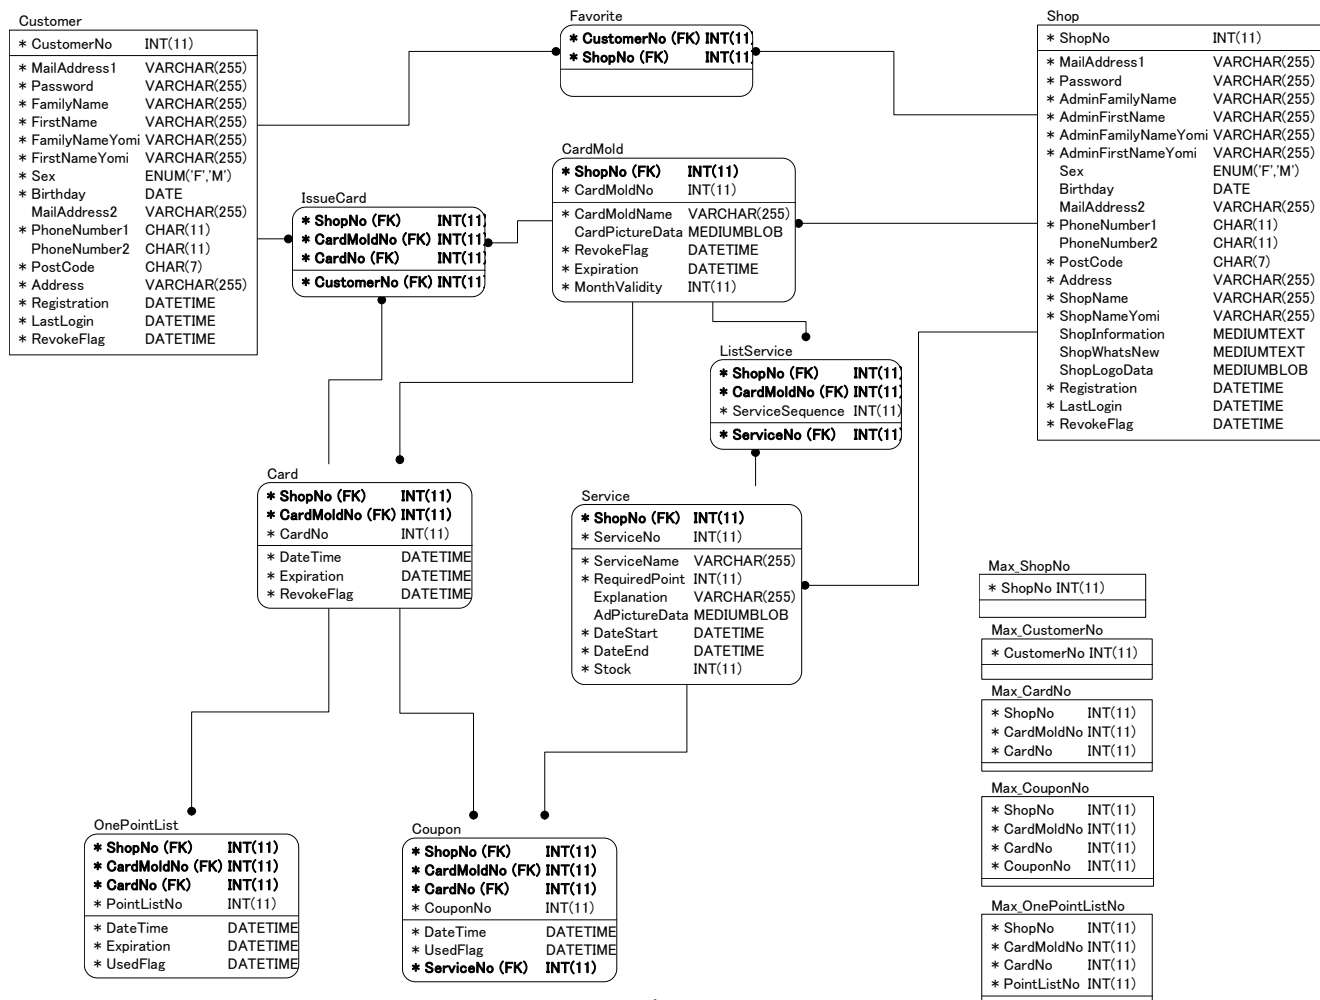 Customer
* CustomerNo INT(11)
* MailAddress1 VARCHAR(255)
* Password VARCHAR(255)
* FamilyName VARCHAR(255)
* FirstName VARCHAR(255)
* FamilyNameYomi VARCHAR(255)
* FirstNameYomi VARCHAR(255)
* Sex ENUM('F','M')
* Birthday DATE
MailAddress2 VARCHAR(255)
* PhoneNumber1 CHAR(11)
PhoneNumber2 CHAR(11)
* PostCode CHAR(7)
* Address VARCHAR(255)
* Registration DATETIME
* LastLogin DATETIME
* RevokeFlag DATETIME
Favorite
* CustomerNo (FK) INT(11)
* ShopNo (FK) INT(11)
Shop
* ShopNo INT(11)
* MailAddress1 VARCHAR(255)
* Password VARCHAR(255)
* AdminFamilyName VARCHAR(255)
* AdminFirstName VARCHAR(255)
* AdminFamilyNameYomi VARCHAR(255)
* AdminFirstNameYomi VARCHAR(255)
Sex ENUM('F','M')
Birthday DATE
MailAddress2 VARCHAR(255)
* PhoneNumber1 CHAR(11)
PhoneNumber2 CHAR(11)
* PostCode CHAR(7)
* Address VARCHAR(255)
* ShopName VARCHAR(255)
* ShopNameYomi VARCHAR(255)
ShopInformation MEDIUMTEXT
ShopWhatsNew MEDIUMTEXT
ShopLogoData MEDIUMBLOB
* Registration DATETIME
* LastLogin DATETIME
* RevokeFlag DATETIME
CardMold
* ShopNo (FK) INT(11)
* CardMoldNo INT(11)
* CardMoldName VARCHAR(255)
CardPictureData MEDIUMBLOB
* RevokeFlag DATETIME
* Expiration DATETIME
* MonthValidity INT(11)
IssueCard
* ShopNo (FK) INT(11)
* CardMoldNo (FK) INT(11)
* CardNo (FK) INT(11)
* CustomerNo (FK) INT(11)
ListService
* ShopNo (FK) INT(11)
* CardMoldNo (FK) INT(11)
* ServiceSequence INT(11)
* ServiceNo (FK) INT(11)
Card
* ShopNo (FK) INT(11)
* CardMoldNo (FK) INT(11)
* CardNo INT(11)
* DateTime DATETIME
* Expiration DATETIME
* RevokeFlag DATETIME
Service
* ShopNo (FK) INT(11)
* ServiceNo INT(11)
* ServiceName VARCHAR(255)
* RequiredPoint INT(11)
Explanation VARCHAR(255)
AdPictureData MEDIUMBLOB
* DateStart DATETIME
* DateEnd DATETIME
* Stock INT(11)
Max_ShopNo
* ShopNo INT(11)
Max_CustomerNo
* CustomerNo INT(11)
Max_CardNo
* ShopNo INT(11)
* CardMoldNo INT(11)
* CardNo INT(11)
Max_CouponNo
* ShopNo INT(11)
* CardMoldNo INT(11)
* CardNo INT(11)
* CouponNo INT(11)
Max_OnePointListNo
* ShopNo INT(11)
* CardMoldNo INT(11)
* CardNo INT(11)
* PointListNo INT(11)
OnePointList
* ShopNo (FK) INT(11)
* CardMoldNo (FK) INT(11)
* CardNo (FK) INT(11)
* PointListNo INT(11)
* DateTime DATETIME
* Expiration DATETIME
* UsedFlag DATETIME
Coupon
* ShopNo (FK) INT(11)
* CardMoldNo (FK) INT(11)
* CardNo (FK) INT(11)
* CouponNo INT(11)
* DateTime DATETIME
* UsedFlag DATETIME
* ServiceNo (FK) INT(11)